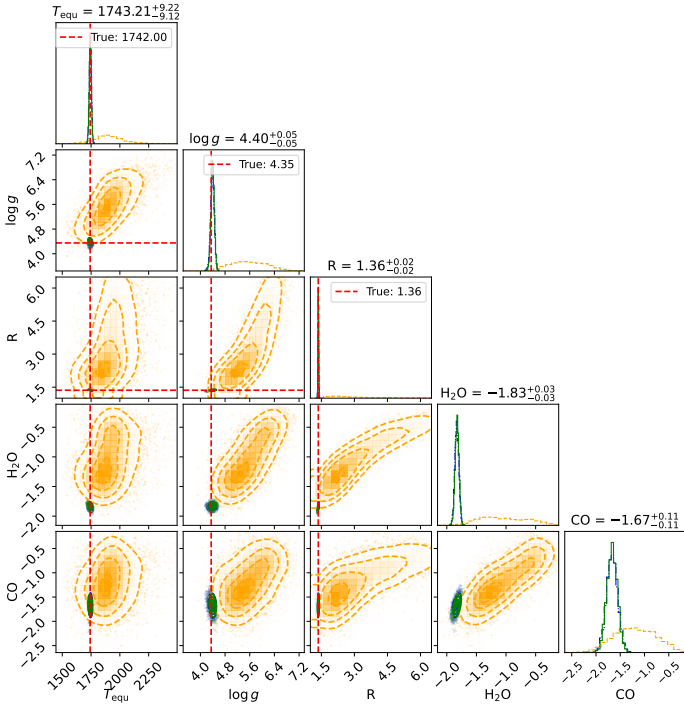 T_equ = 1743.21^{+9.22}_{−9.12}
True: 1742.00
log g = 4.40^{+0.05}_{−0.05}
True: 4.35
R = 1.36^{+0.02}_{−0.02}
True: 1.36
H₂O = −1.83^{+0.03}_{−0.03}
CO = −1.67^{+0.11}_{−0.11}
log g
7.2
6.4
5.6
4.8
4.0
R
6.0
4.5
3.0
1.5
H₂O
−0.5
−1.0
−1.5
−2.0
CO
−0.5
−1.0
−1.5
−2.0
−2.5
1500 1750 2000 2250
4.0 4.8 5.6 6.4 7.2
1.5 3.0 4.5 6.0
−2.0 −1.5 −1.0 −0.5
−2.5 −2.0 −1.5 −1.0 −0.5
T_equ
log g
R
H₂O
CO